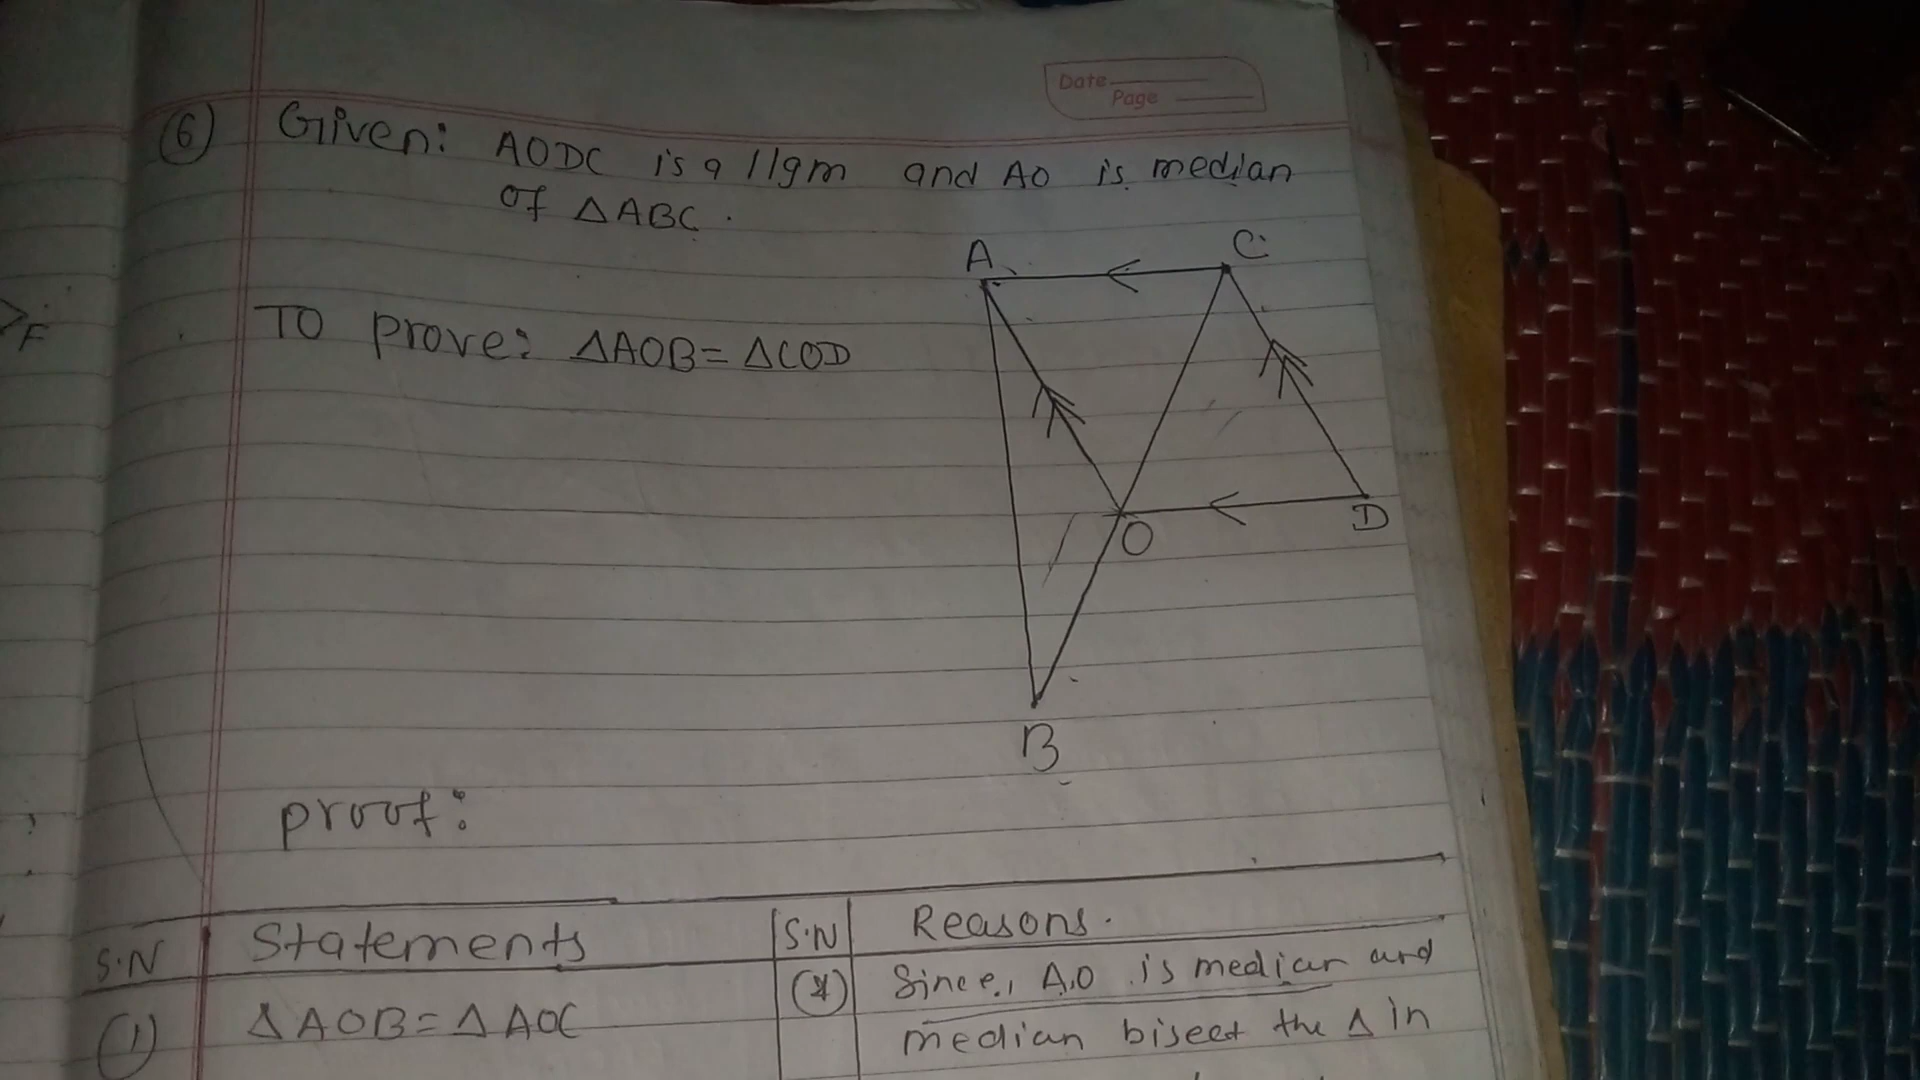 Date
Page
(6) Given: AODC is a //gm and AO is median
of ΔABC.
A
C
F
To prove: ΔAOB = ΔCOD
O
D
B
proof:
S.N Statements S.N Reasons.
(1) ΔAOB = ΔAOC (1) Since, AO is median and
median bisect the Δ in